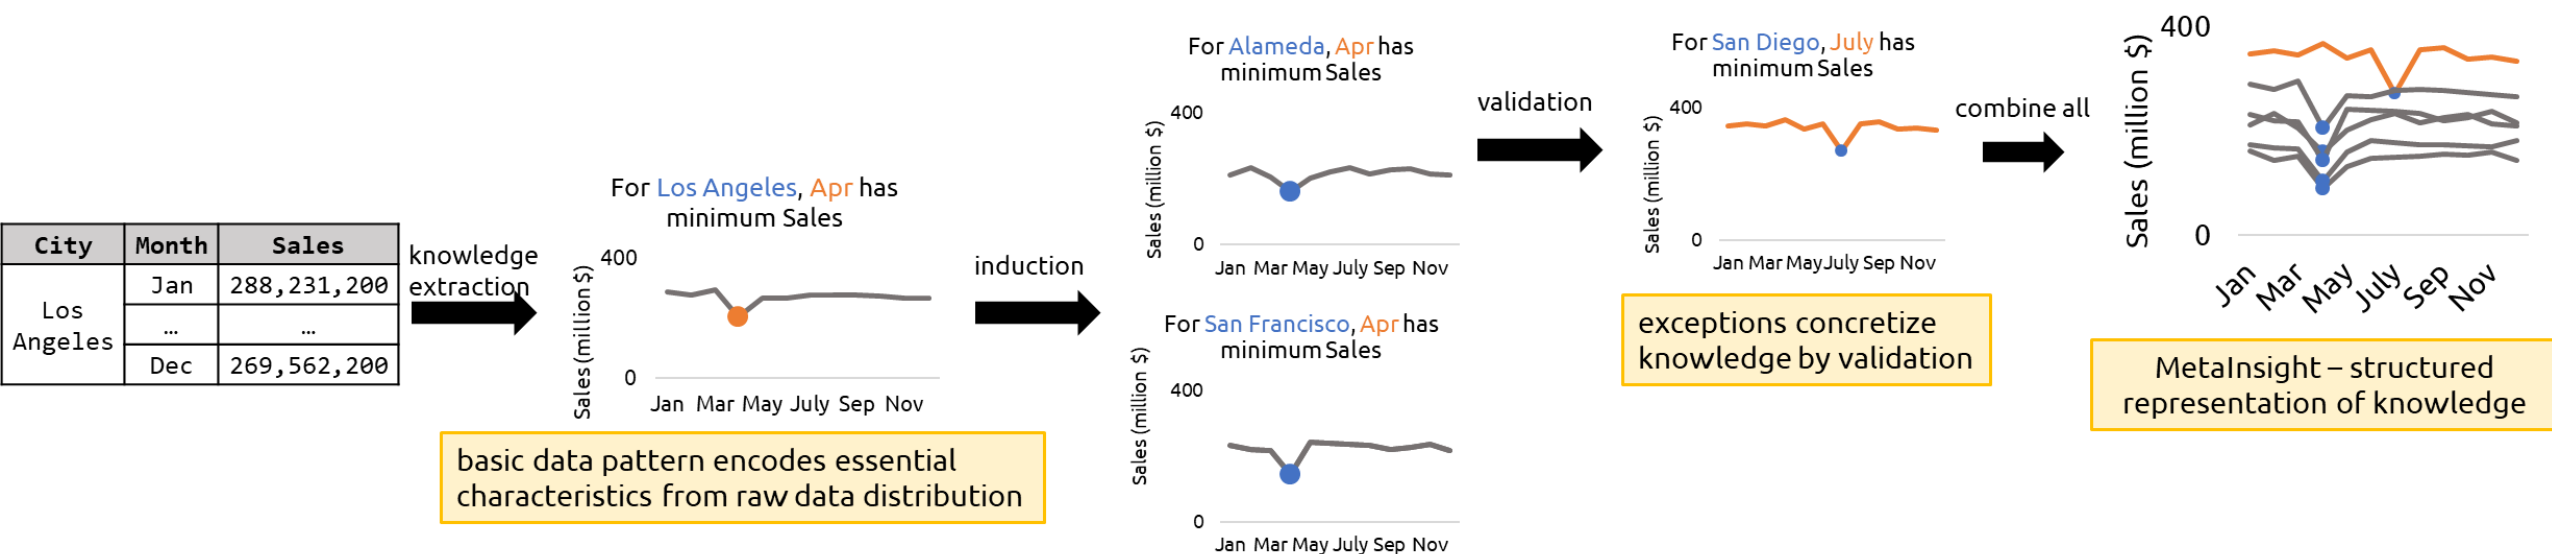 City Month Sales
Los
Angeles
Jan 288,231,200
... ...
Dec 269,562,200
knowledge
extraction
For Los Angeles, Apr has
minimum Sales
Sales (million $)
400
0
Jan Mar May July Sep Nov
basic data pattern encodes essential
characteristics from raw data distribution
induction
For Alameda, Apr has
minimum Sales
Sales (million $)
400
0
Jan Mar May July Sep Nov
For San Francisco, Apr has
minimum Sales
Sales (million $)
400
0
Jan Mar May July Sep Nov
validation
For San Diego, July has
minimum Sales
Sales (million $)
400
0
Jan Mar May July Sep Nov
exceptions concretize
knowledge by validation
combine all
Sales (million $)
400
0
Jan Mar May July Sep Nov
MetaInsight – structured
representation of knowledge